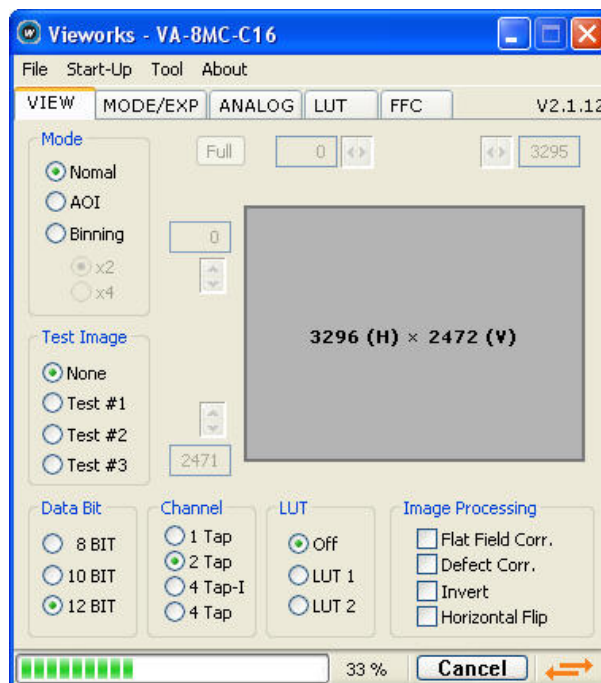 Vieworks - VA-8MC-C16
File Start-Up Tool About
VIEW MODE/EXP ANALOG LUT FFC V2.1.12
Mode
Full 0 3295
Nomal
AOI
Binning
0
x2
x4
3296 (H) × 2472 (V)
Test Image
None
Test #1
Test #2
Test #3
2471
Data Bit
8 BIT
10 BIT
12 BIT
Channel
1 Tap
2 Tap
4 Tap-I
4 Tap
LUT
Off
LUT 1
LUT 2
Image Processing
Flat Field Corr.
Defect Corr.
Invert
Horizontal Flip
33 % Cancel